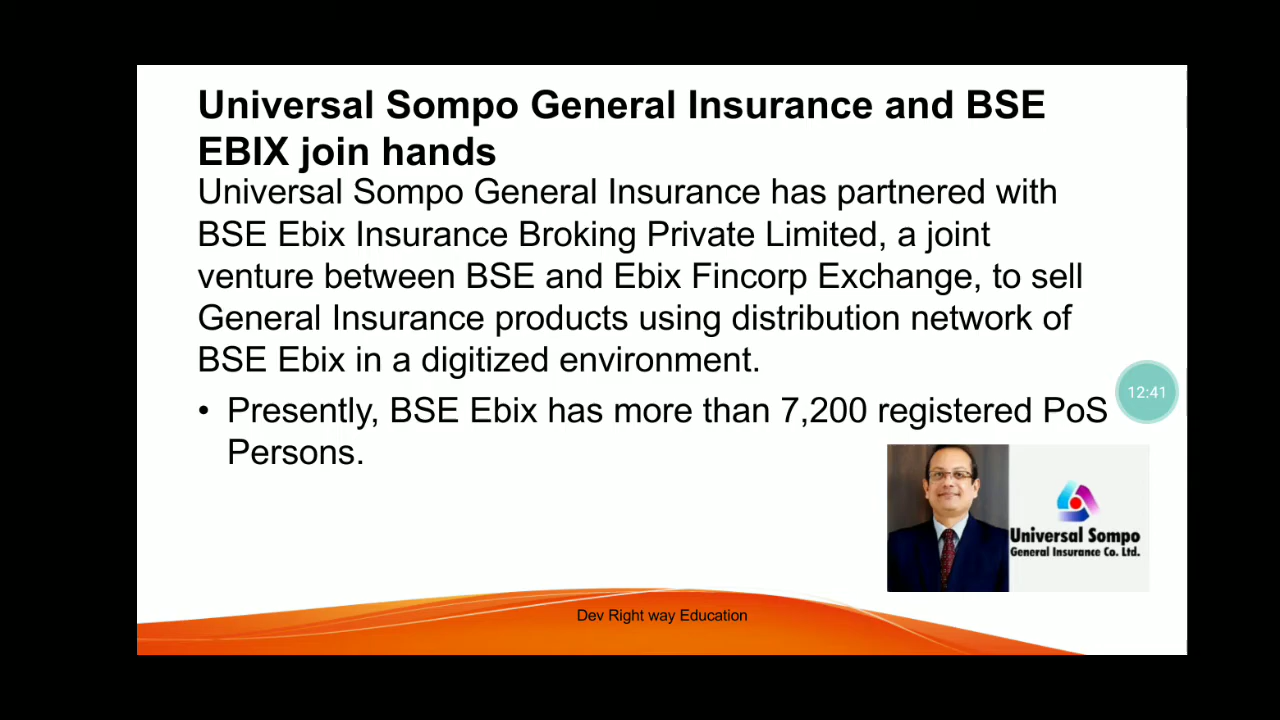 Universal Sompo General Insurance and BSE
EBIX join hands
Universal Sompo General Insurance has partnered with
BSE Ebix Insurance Broking Private Limited, a joint
venture between BSE and Ebix Fincorp Exchange, to sell
General Insurance products using distribution network of
BSE Ebix in a digitized environment.
• Presently, BSE Ebix has more than 7,200 registered PoS
Persons.
12:41
Universal Sompo
General Insurance Co. Ltd.
Dev Right way Education